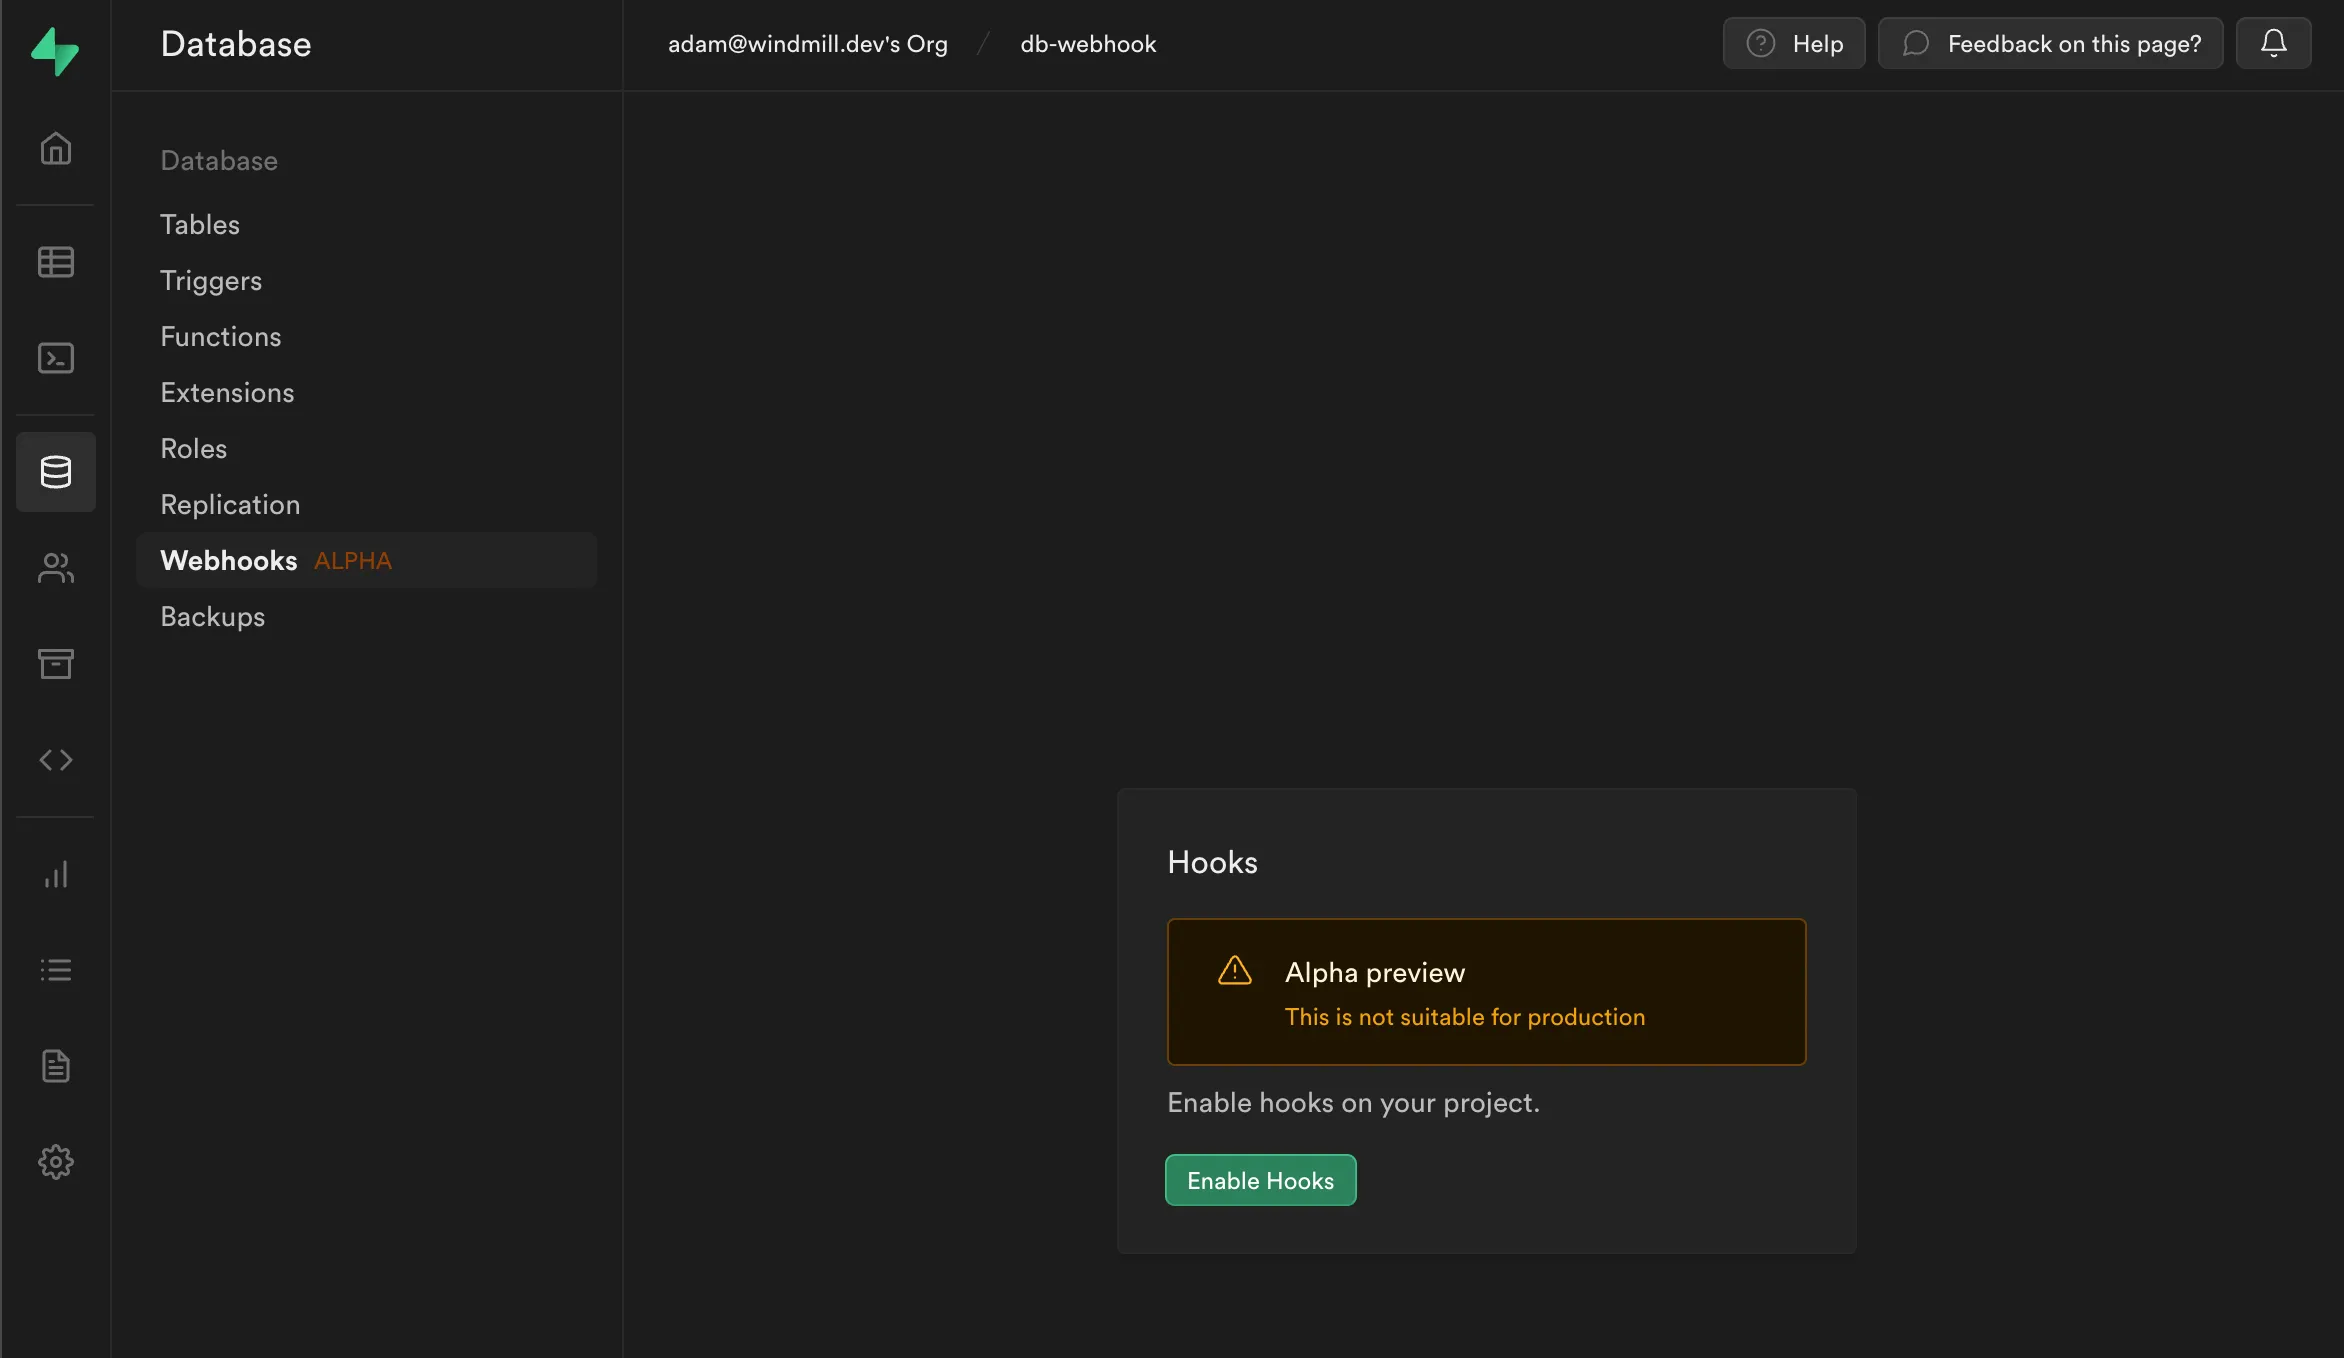 Database
adam@windmill.dev's Org / db-webhook
Help
Feedback on this page?
Database
Tables
Triggers
Functions
Extensions
Roles
Replication
Webhooks ALPHA
Backups
Hooks
Alpha preview
This is not suitable for production
Enable hooks on your project.
Enable Hooks